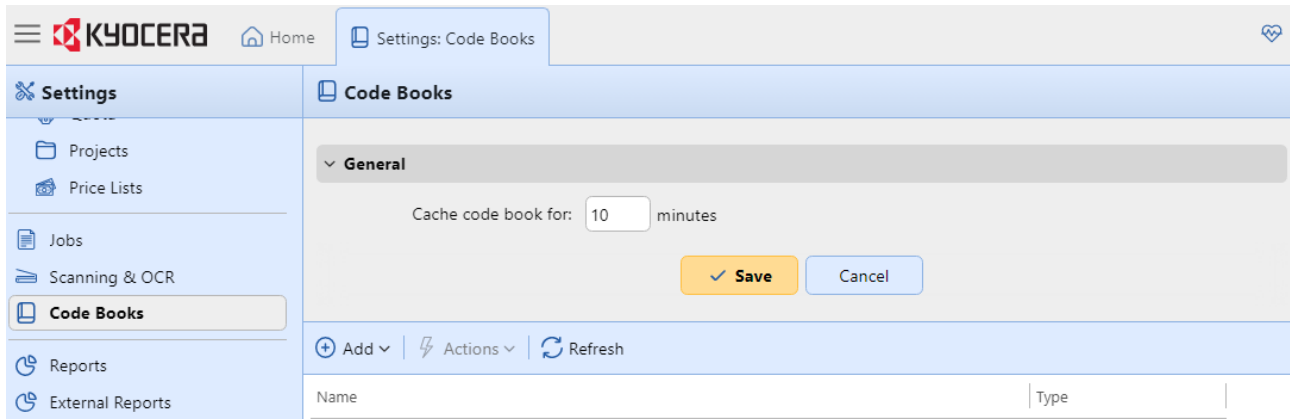 KYOCERA
Home
Settings: Code Books
Settings
Code Books
Projects
Price Lists
Jobs
Scanning & OCR
Code Books
Reports
External Reports
General
Cache code book for: 10 minutes
Save
Cancel
Add
Actions
Refresh
Name
Type